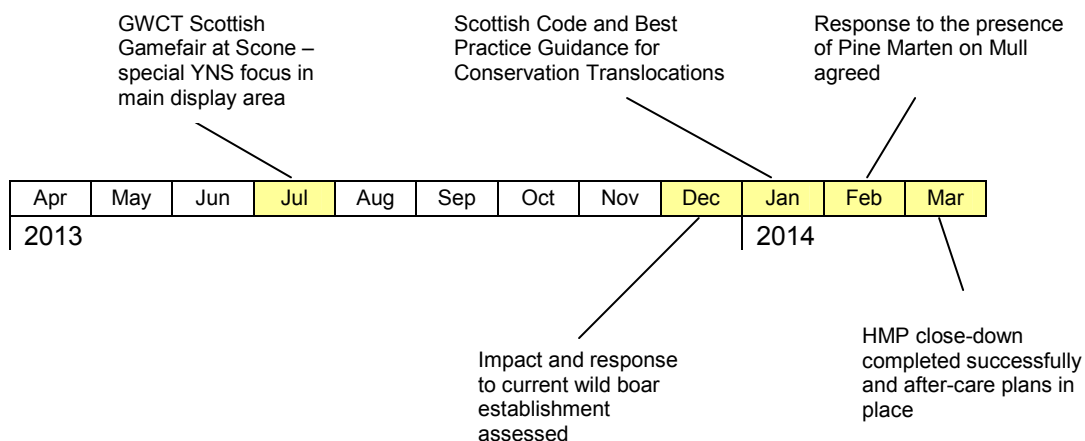 GWCT Scottish
Gamefair at Scone –
special YNS focus in
main display area
Scottish Code and Best
Practice Guidance for
Conservation Translocations
Response to the presence
of Pine Marten on Mull
agreed
Apr May Jun Jul Aug Sep Oct Nov Dec Jan Feb Mar
2013 2014
Impact and response
to current wild boar
establishment
assessed
HMP close-down
completed successfully
and after-care plans in
place